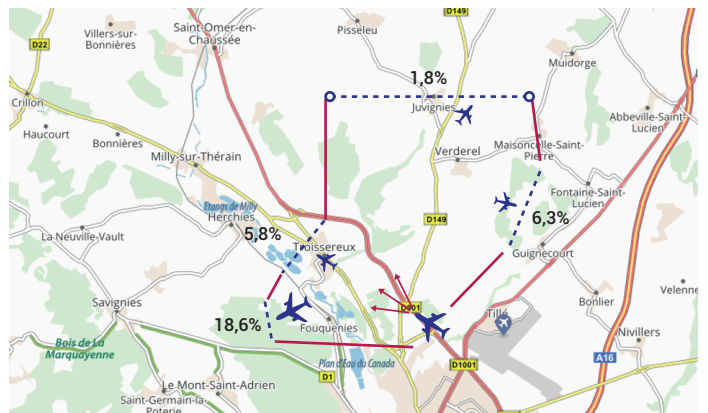 D149
Villers-sur-
Bonnières
Saint-Omer-en-
Chaussée
Pisseleu
D22
Muidorge
1,8%
Crillon
Juvignies
Abbeville-Saint-
Lucien
Haucourt
Bonnières
Maisoncelle-Saint-
Pierre
Milly-sur-Thérain
Verderel
Fontaine-Saint-
Lucien
Etangs de Milly
Herchies
D149
6,3%
La Neuville-Vault
5,8%
Troissereux
Guignecourt
Velenne
Savignies
D901
Bonlier
Tillé
18,6%
Fouquenies
Nivillers
Bois de La
Marquayenne
A16
Plan d'Eau du Canada
D1001
D1
Le Mont-Saint-Adrien
Saint-Germain-la-
Poterie